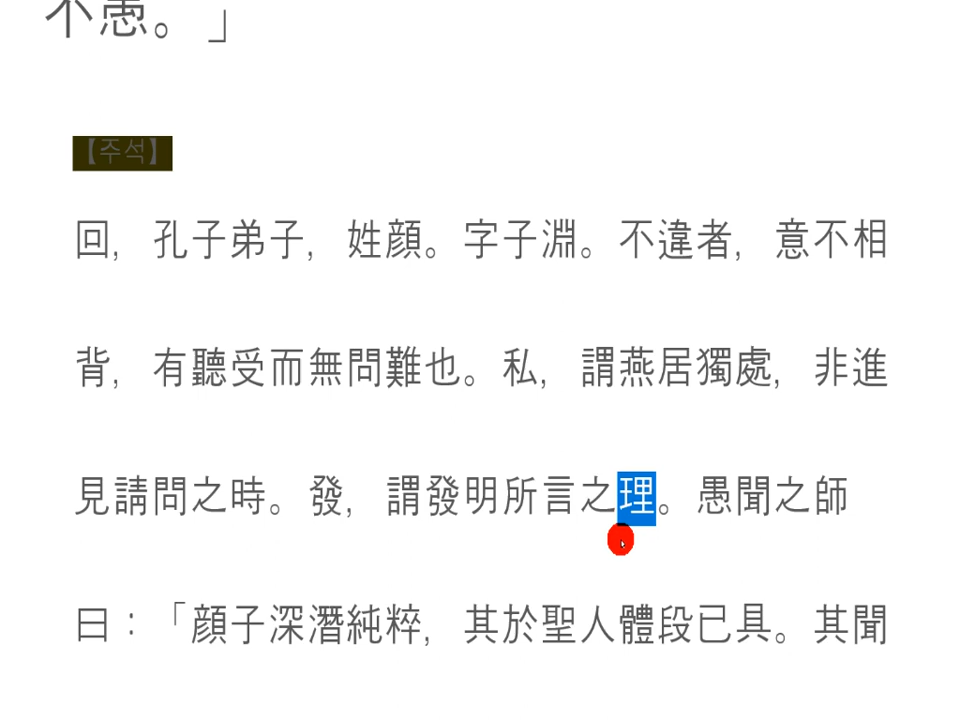 不愚。」
【주석】
回, 孔子弟子, 姓顔。字子淵。不違者, 意不相
背, 有聽受而無問難也。私, 謂燕居獨處, 非進
見請問之時。發, 謂發明所言之理。愚聞之師
曰：「顔子深潛純粹, 其於聖人體段已具。其聞